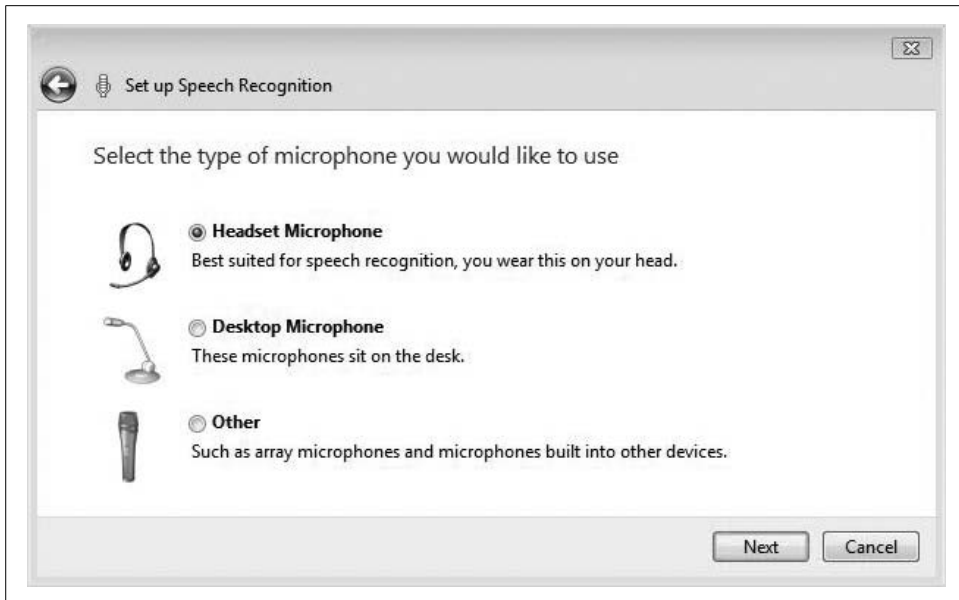 Set up Speech Recognition
Select the type of microphone you would like to use
Headset Microphone
Best suited for speech recognition, you wear this on your head.
Desktop Microphone
These microphones sit on the desk.
Other
Such as array microphones and microphones built into other devices.
Next Cancel